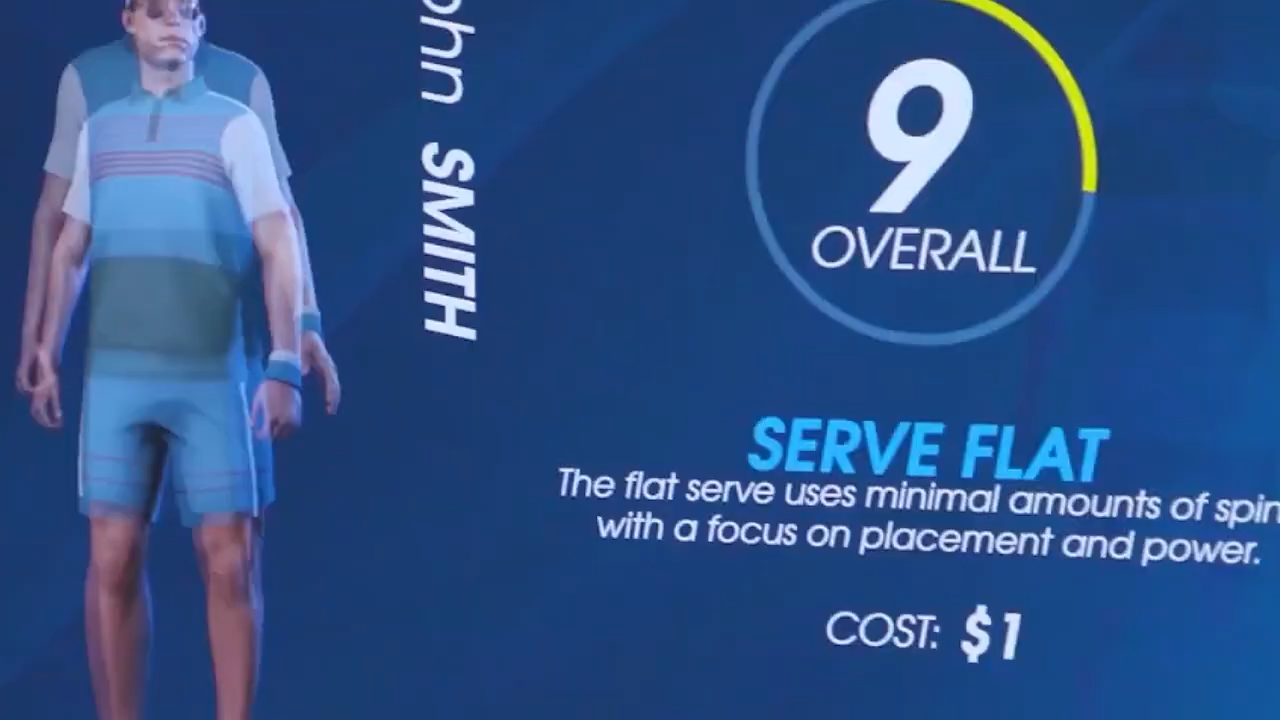 ohn SMITH
9
OVERALL
SERVE FLAT
The flat serve uses minimal amounts of spin
with a focus on placement and power.
COST: $1